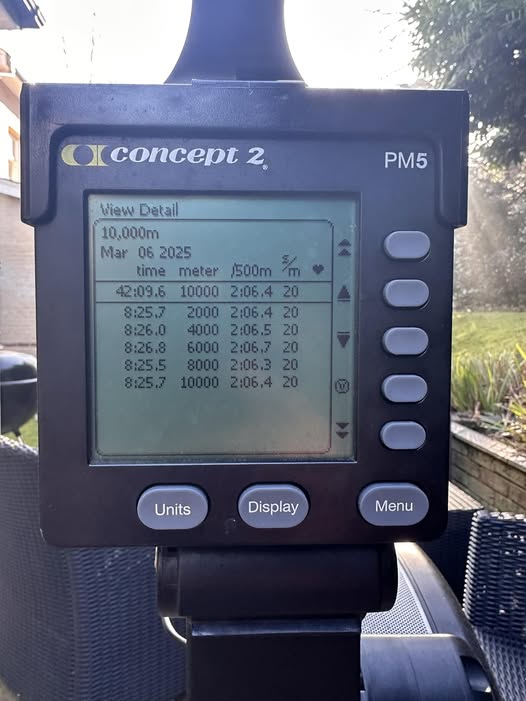 concept 2®
PM5
View Detail
10,000m
Mar 06 2025
time meter /500m s/m ♥
42:09.6 10000 2:06.4 20
8:25.7 2000 2:06.4 20
8:26.0 4000 2:06.5 20
8:26.8 6000 2:06.7 20
8:25.5 8000 2:06.3 20
8:25.7 10000 2:06.4 20
Units
Display
Menu